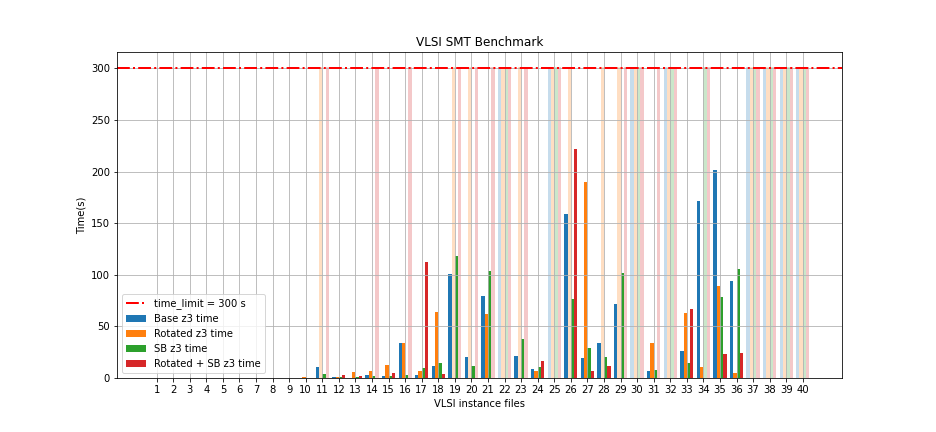 VLSI SMT Benchmark
300
250
200
150
100
50
0
Time(s)
time_limit = 300 s
Base z3 time
Rotated z3 time
SB z3 time
Rotated + SB z3 time
1 2 3 4 5 6 7 8 9 10 11 12 13 14 15 16 17 18 19 20 21 22 23 24 25 26 27 28 29 30 31 32 33 34 35 36 37 38 39 40
VLSI instance files